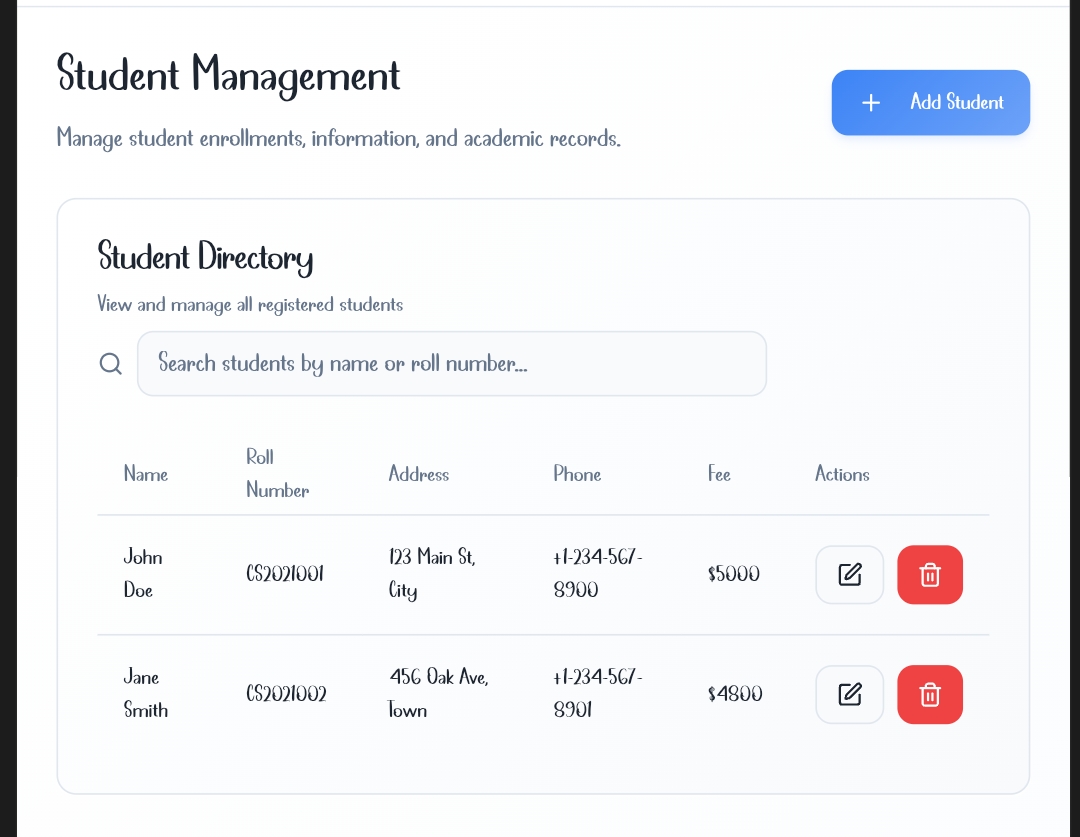 Student Management
Add Student
Manage student enrollments, information, and academic records.
Student Directory
View and manage all registered students
Search students by name or roll number...
Name Roll Number Address Phone Fee Actions
John Doe CS2021001 123 Main St, City +1-234-567-8900 $5000
Jane Smith CS2021002 456 Oak Ave, Town +1-234-567-8901 $4800